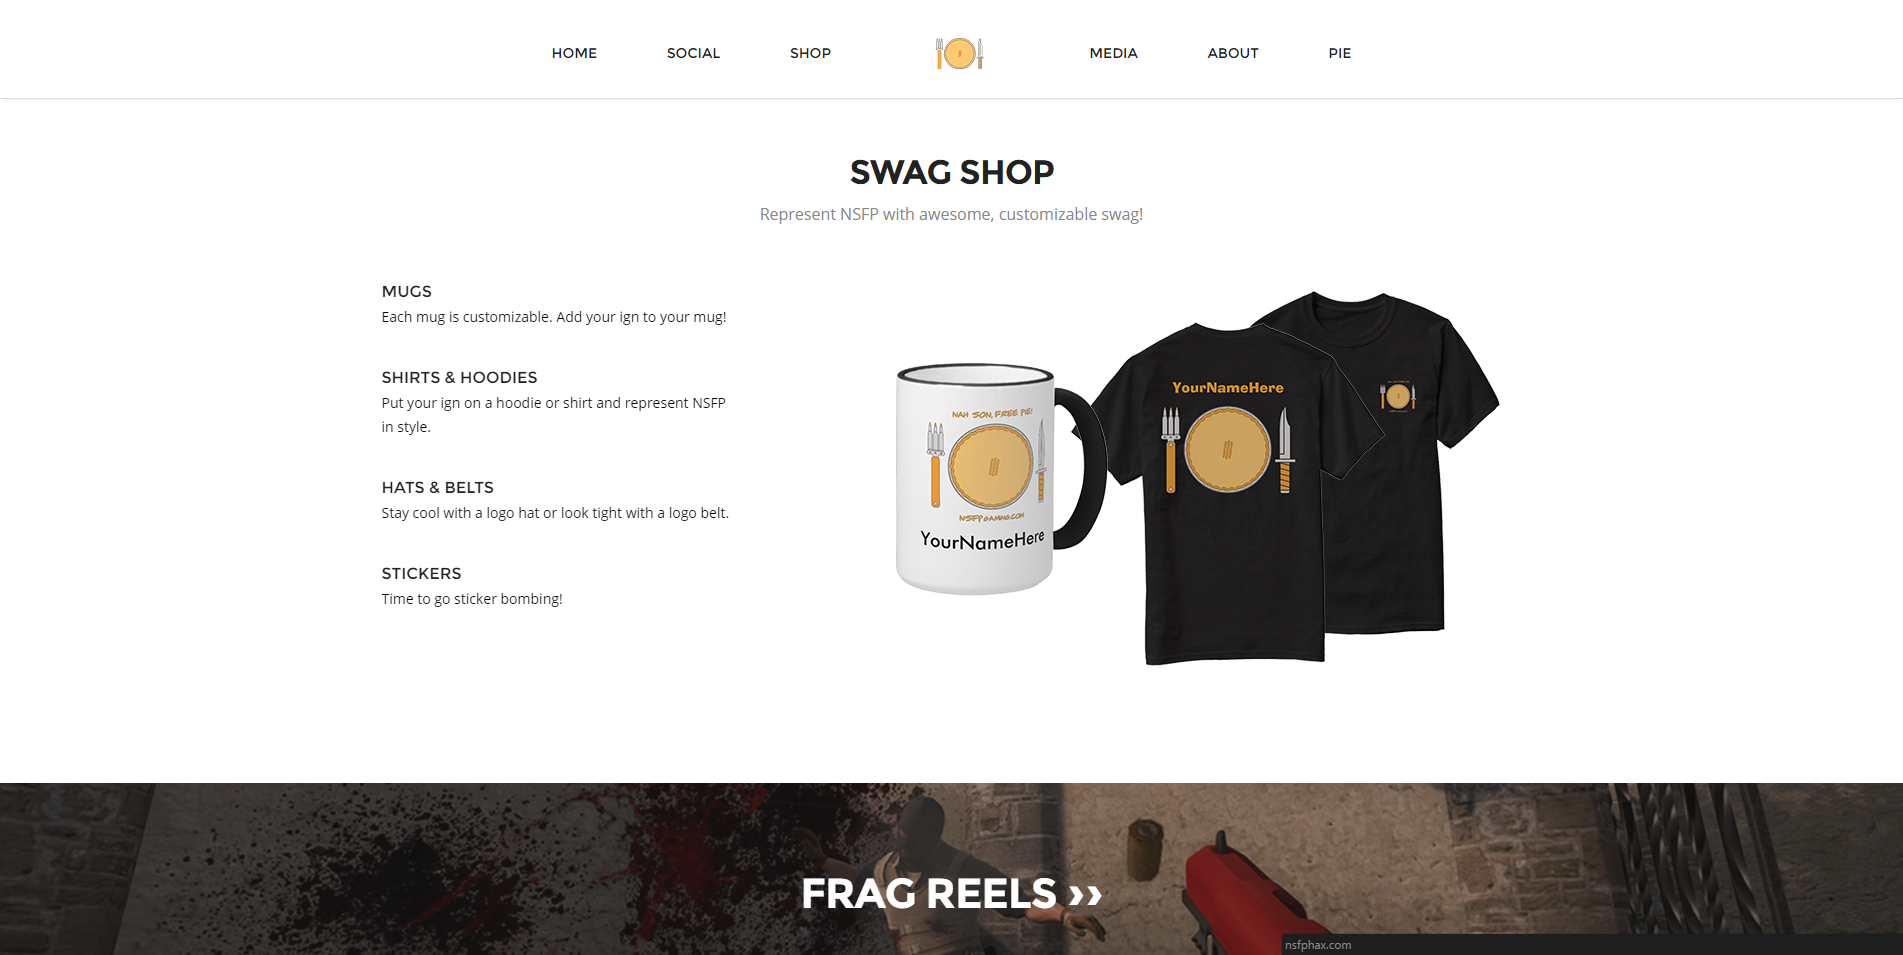 HOME
SOCIAL
SHOP
MEDIA
ABOUT
PIE
SWAG SHOP
Represent NSFP with awesome, customizable swag!
MUGS
Each mug is customizable. Add your ign to your mug!
SHIRTS & HOODIES
Put your ign on a hoodie or shirt and represent NSFP
in style.
HATS & BELTS
Stay cool with a logo hat or look tight with a logo belt.
STICKERS
Time to go sticker bombing!
NAH SON, FREE PIE!
NSFPGAMING.COM
YourNameHere
YourNameHere
FRAG REELS ››
nsfphax.com